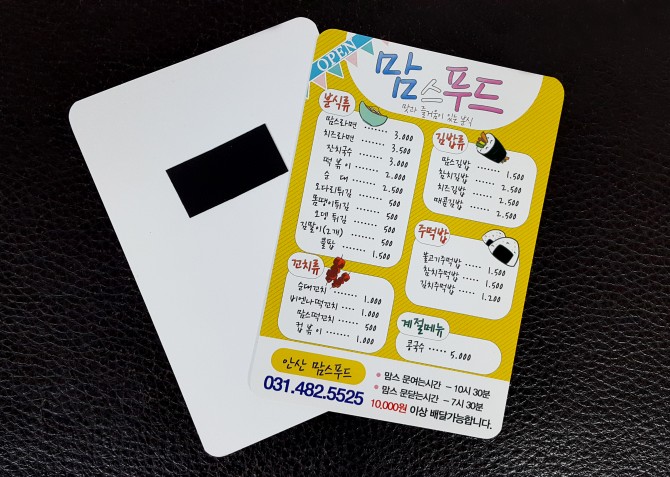 OPEN
맘스푸드
맛과 즐거움이 있는 분식
분식류
맘스라면 ········ 3.000
치즈라면 ········ 3.500
잔치국수 ········ 3.000
떡볶이 ········ 2.000
순 대 ········ 2.500
오다리튀김 ······ 500
똠땡이튀김 ······ 500
오뎅 튀김 ······ 500
김말이(2개) ····· 500
콜팝 ········ 1.500
꼬치류
순대꼬치 ········ 1.000
비엔나떡꼬치 ···· 1.000
맘스떡꼬치 ······ 500
컵볶이 ········ 1.000
김밥류
맘스김밥 ······ 1.500
참치김밥 ······ 2.500
치즈김밥 ······ 2.500
매콤김밥 ······ 2.500
주먹밥
불고기주먹밥 ····· 1.500
참치주먹밥 ······ 1.500
김치주먹밥 ······ 1.200
계절메뉴
콩국수 ····· 5.000
안산 맘스푸드
031.482.5525
맘스 문여는시간 – 10시 30분
맘스 문닫는시간 – 7시 30분
10,000원 이상 배달가능합니다.